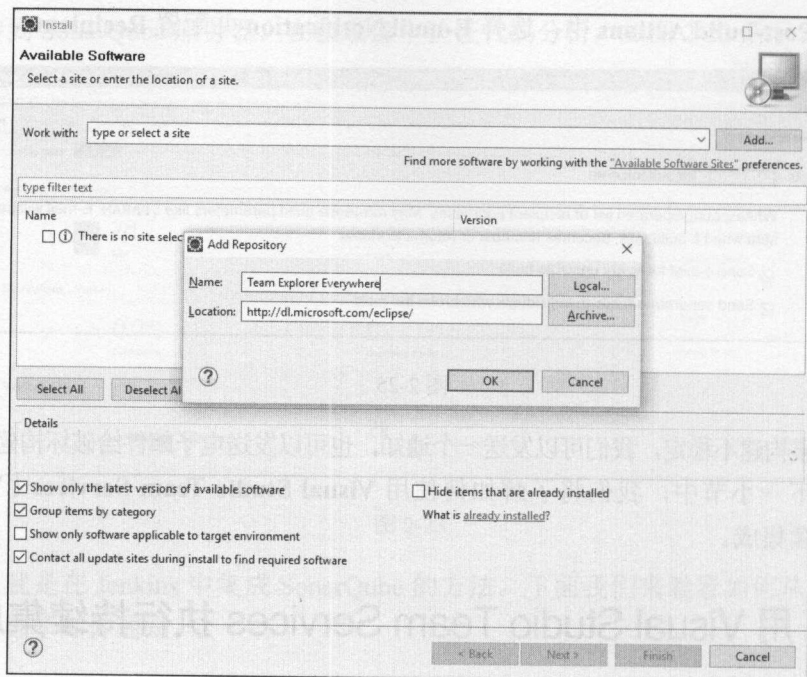 Install
Available Software
Select a site or enter the location of a site.
Work with: type or select a site
Add...
Find more software by working with the "Available Software Sites" preferences.
type filter text
Name Version
There is no site selec
Add Repository
Name: Team Explorer Everywhere Local...
Location: http://dl.microsoft.com/eclipse/ Archive...
OK Cancel
Select All Deselect Al
Details
Show only the latest versions of available software
Hide items that are already installed
Group items by category
What is already installed?
Show only software applicable to target environment
Contact all update sites during install to find required software
< Back Next > Finish Cancel